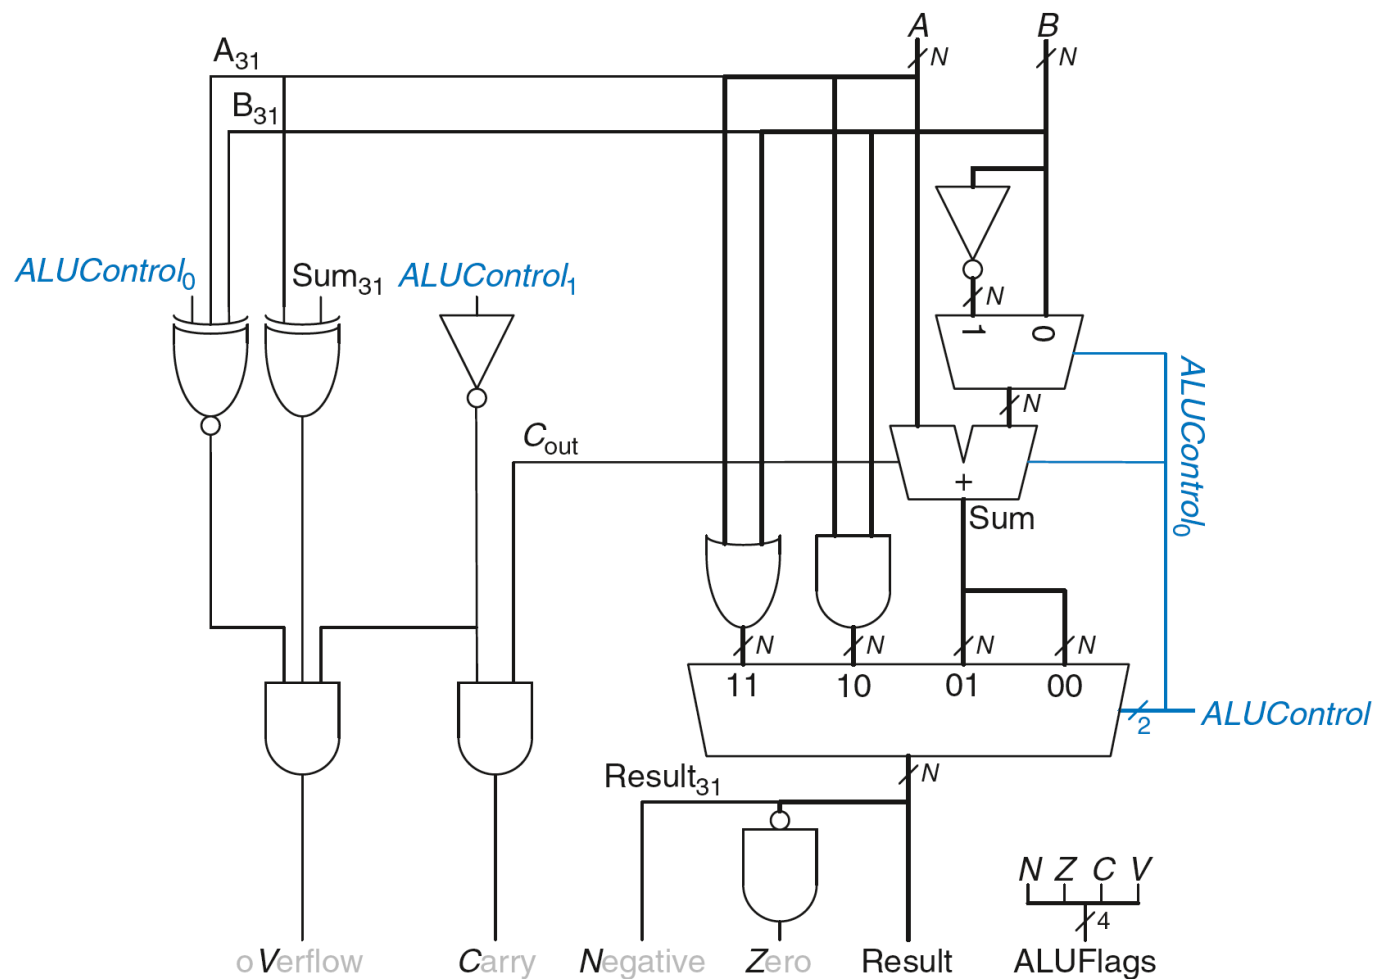 A B
A31
N N
B31
ALUControl0 Sum31 ALUControl1
N
1 0
ALUControl0
N
Cout
+
Sum
N N N N
11 10 01 00
ALUControl
2
N
Result31
N Z C V
4
oVerflow Carry Negative Zero Result ALUFlags